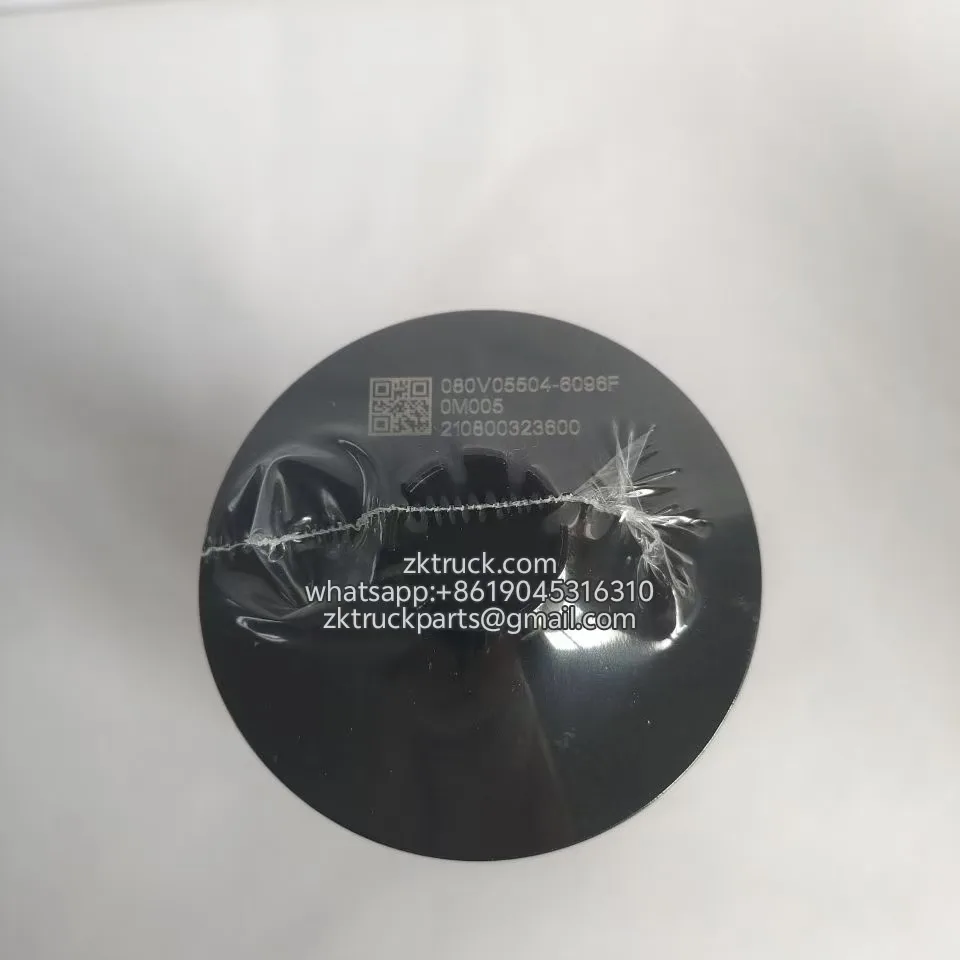 080V05504-6096F
0M005
210800323600
zktruck.com
whatsapp:+8619045316310
zktruckparts@gmail.com